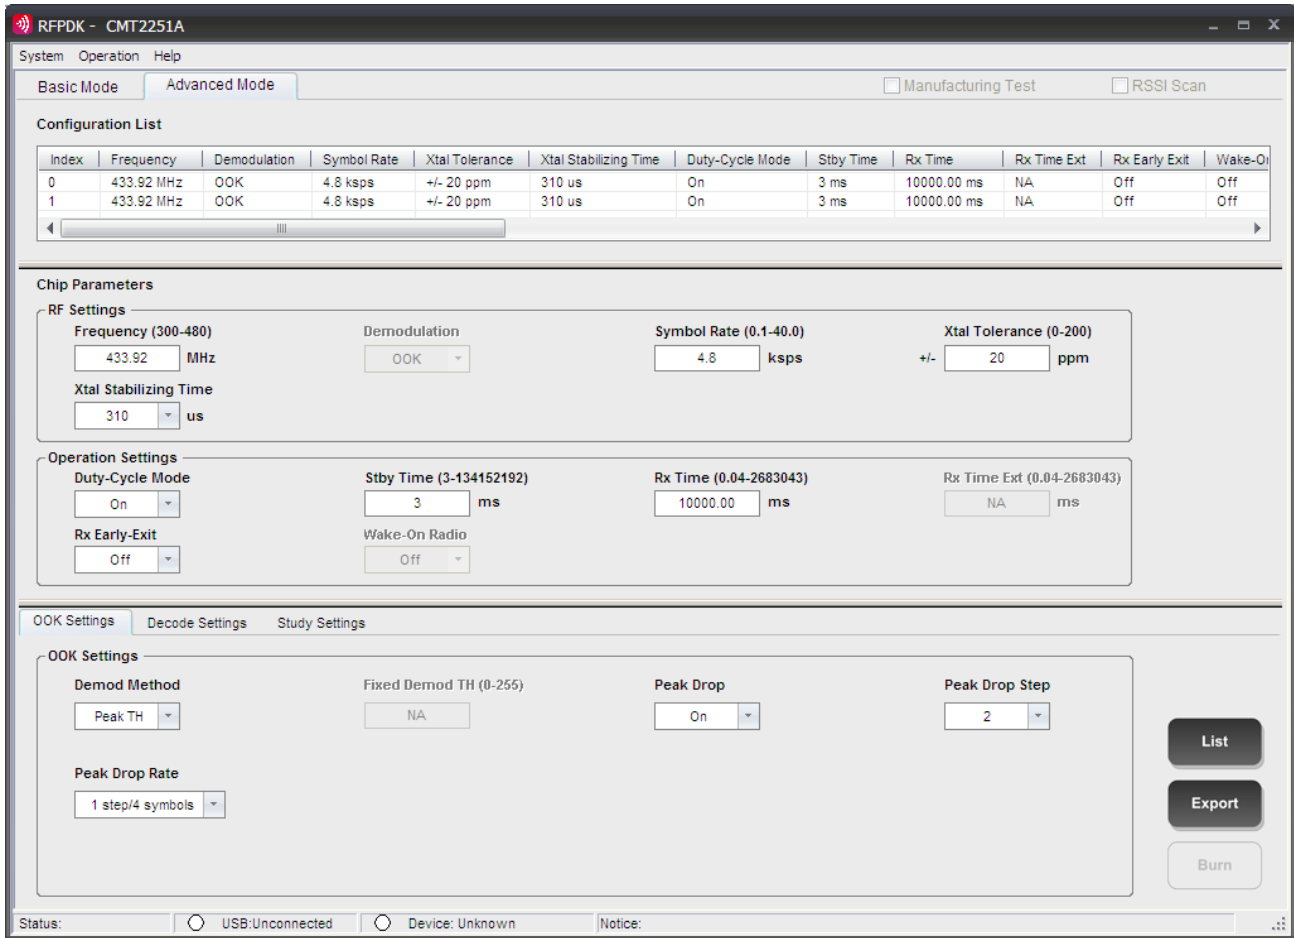 RFPDK - CMT2251A
System Operation Help
Basic Mode Advanced Mode Manufacturing Test RSSI Scan
Configuration List
Index Frequency Demodulation Symbol Rate Xtal Tolerance Xtal Stabilizing Time Duty-Cycle Mode Stby Time Rx Time Rx Time Ext Rx Early Exit Wake-O
0 433.92 MHz OOK 4.8 ksps +/- 20 ppm 310 us On 3 ms 10000.00 ms NA Off Off
1 433.92 MHz OOK 4.8 ksps +/- 20 ppm 310 us On 3 ms 10000.00 ms NA Off Off
Chip Parameters
RF Settings
Frequency (300-480) Demodulation Symbol Rate (0.1-40.0) Xtal Tolerance (0-200)
433.92 MHz OOK 4.8 ksps +/- 20 ppm
Xtal Stabilizing Time
310 us
Operation Settings
Duty-Cycle Mode Stby Time (3-134152192) Rx Time (0.04-2683043) Rx Time Ext (0.04-2683043)
On 3 ms 10000.00 ms NA ms
Rx Early-Exit Wake-On Radio
Off Off
OOK Settings Decode Settings Study Settings
OOK Settings
Demod Method Fixed Demod TH (0-255) Peak Drop Peak Drop Step
Peak TH NA On 2
List
Peak Drop Rate
1 step/4 symbols
Export
Burn
Status: USB:Unconnected Device: Unknown Notice: